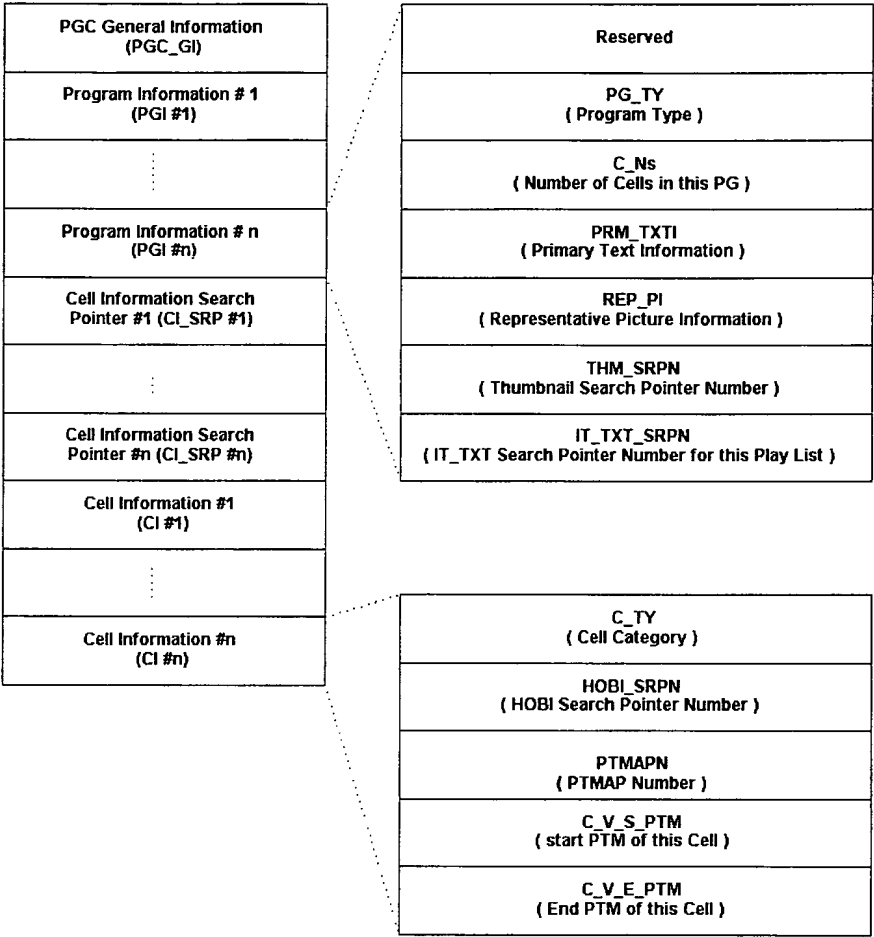 PGC General Information
(PGC_GI)
Program Information # 1
(PGI #1)
Program Information # n
(PGI #n)
Cell Information Search
Pointer #1 (CI_SRP #1)
Cell Information Search
Pointer #n (CI_SRP #n)
Cell Information #1
(CI #1)
Cell Information #n
(CI #n)
Reserved
PG_TY
( Program Type )
C_Ns
( Number of Cells in this PG )
PRM_TXTI
( Primary Text Information )
REP_PI
( Representative Picture Information )
THM_SRPN
( Thumbnail Search Pointer Number )
IT_TXT_SRPN
( IT_TXT Search Pointer Number for this Play List )
C_TY
( Cell Category )
HOBI_SRPN
( HOBI Search Pointer Number )
PTMAPN
( PTMAP Number )
C_V_S_PTM
( start PTM of this Cell )
C_V_E_PTM
( End PTM of this Cell )